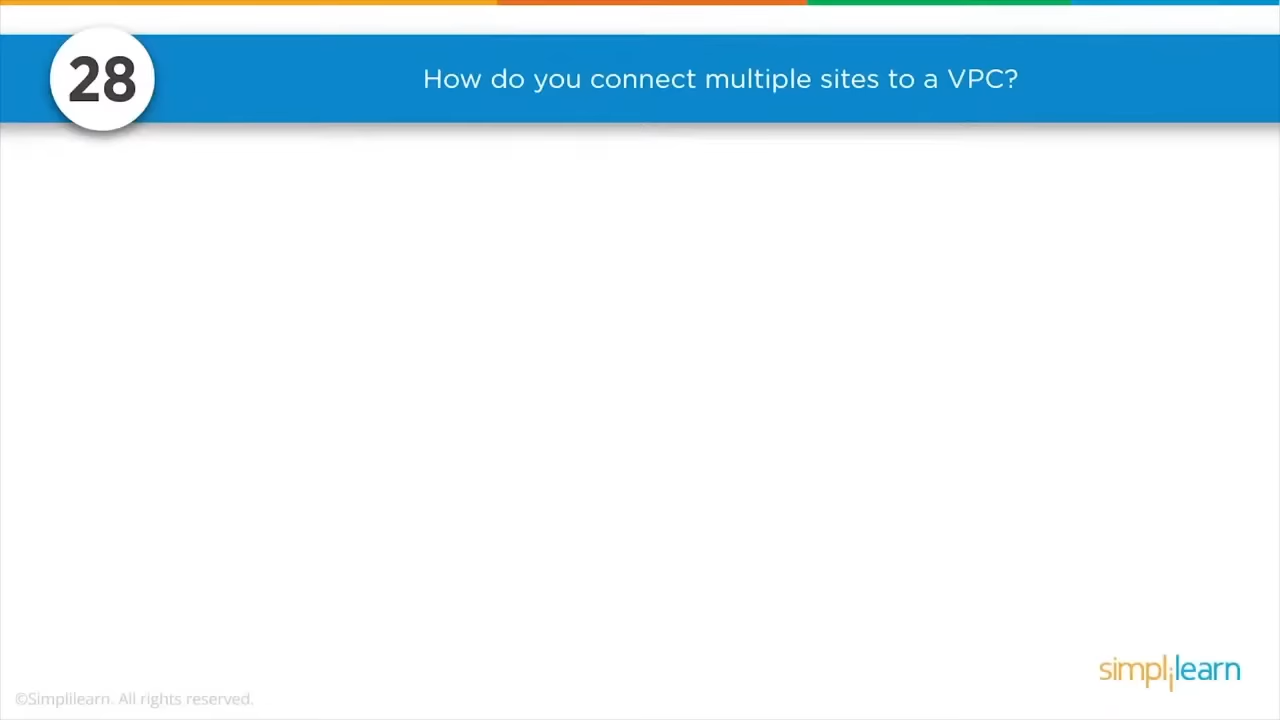 28
How do you connect multiple sites to a VPC?
simplilearn
©Simplilearn. All rights reserved.